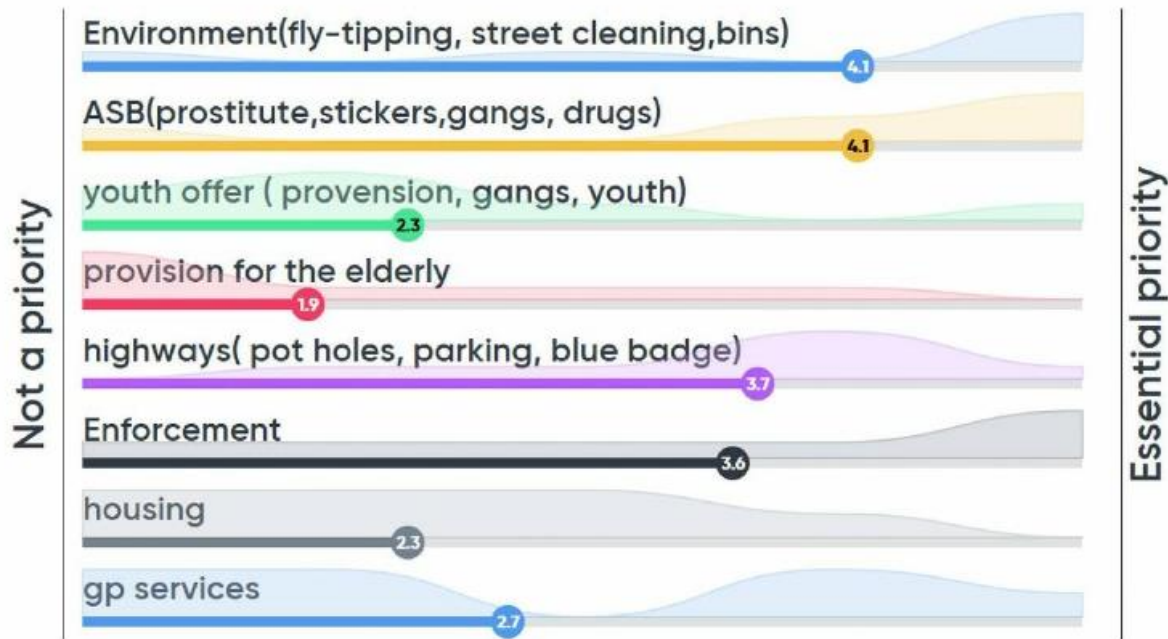 Not a priority
Environment(fly-tipping, street cleaning,bins)
4.1
ASB(prostitute,stickers,gangs, drugs)
4.1
youth offer ( provension, gangs, youth)
2.3
provision for the elderly
1.9
highways( pot holes, parking, blue badge)
3.7
Enforcement
3.6
housing
2.3
gp services
2.7
Essential priority